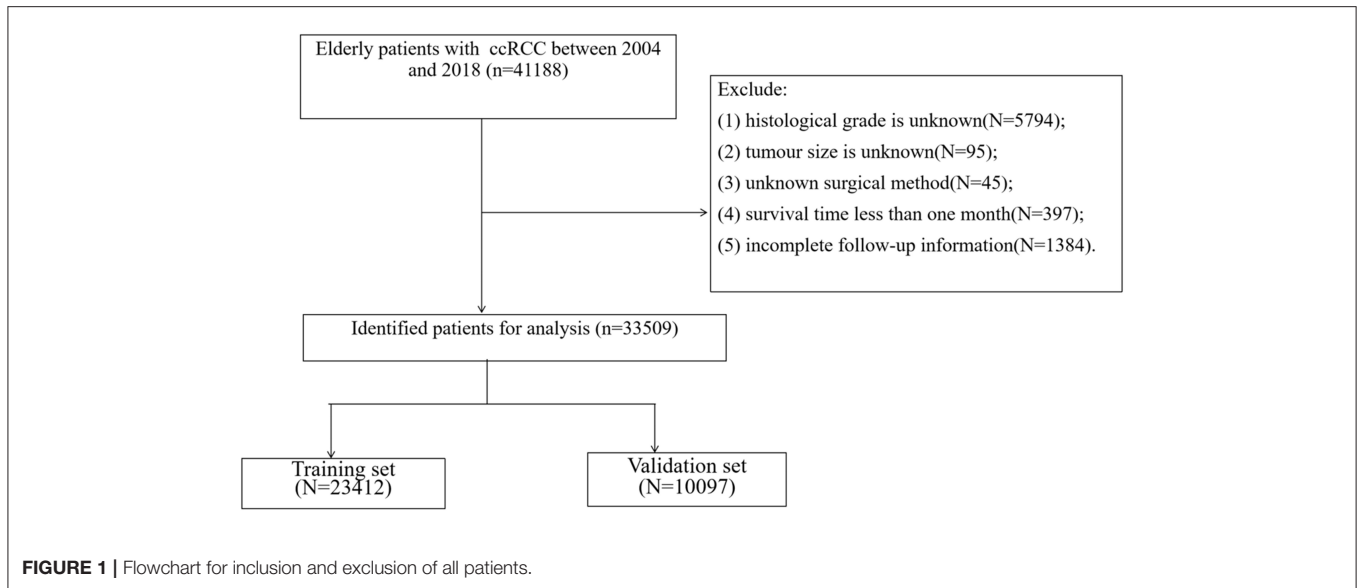 Elderly patients with ccRCC between 2004
and 2018 (n=41188)
Exclude:
(1) histological grade is unknown(N=5794);
(2) tumour size is unknown(N=95);
(3) unknown surgical method(N=45);
(4) survival time less than one month(N=397);
(5) incomplete follow-up information(N=1384).
Identified patients for analysis (n=33509)
Training set
(N=23412)
Validation set
(N=10097)
FIGURE 1 | Flowchart for inclusion and exclusion of all patients.